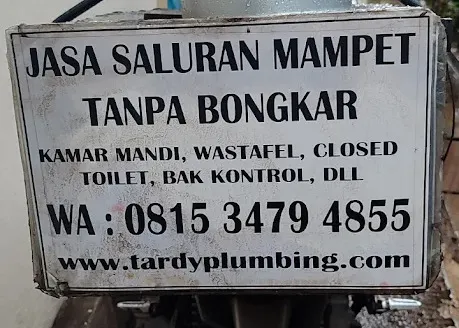 JASA SALURAN MAMPET
TANPA BONGKAR
KAMAR MANDI, WASTAFEL, CLOSED
TOILET, BAK KONTROL, DLL
WA : 0815 3479 4855
www.tardyplumbing.com